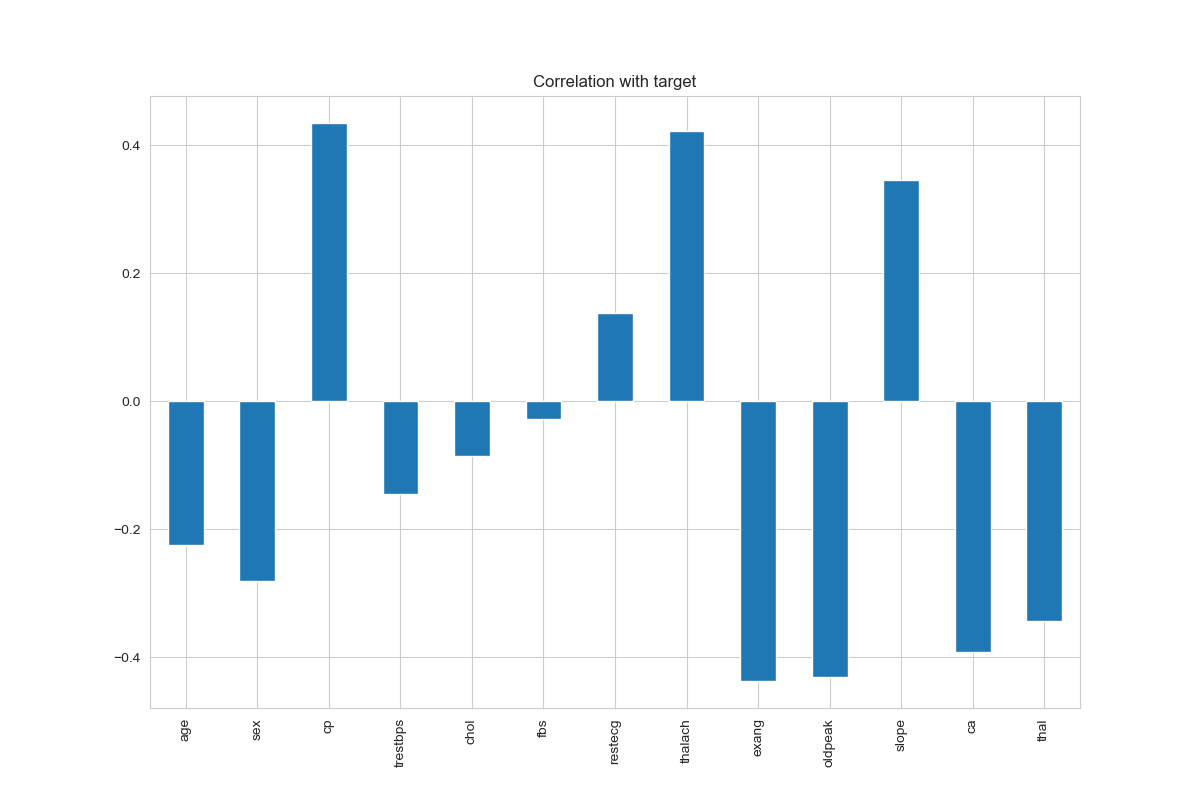 Correlation with target
0.4
0.2
0.0
−0.2
−0.4
age
sex
cp
trestbps
chol
fbs
restecg
thalach
exang
oldpeak
slope
ca
thal